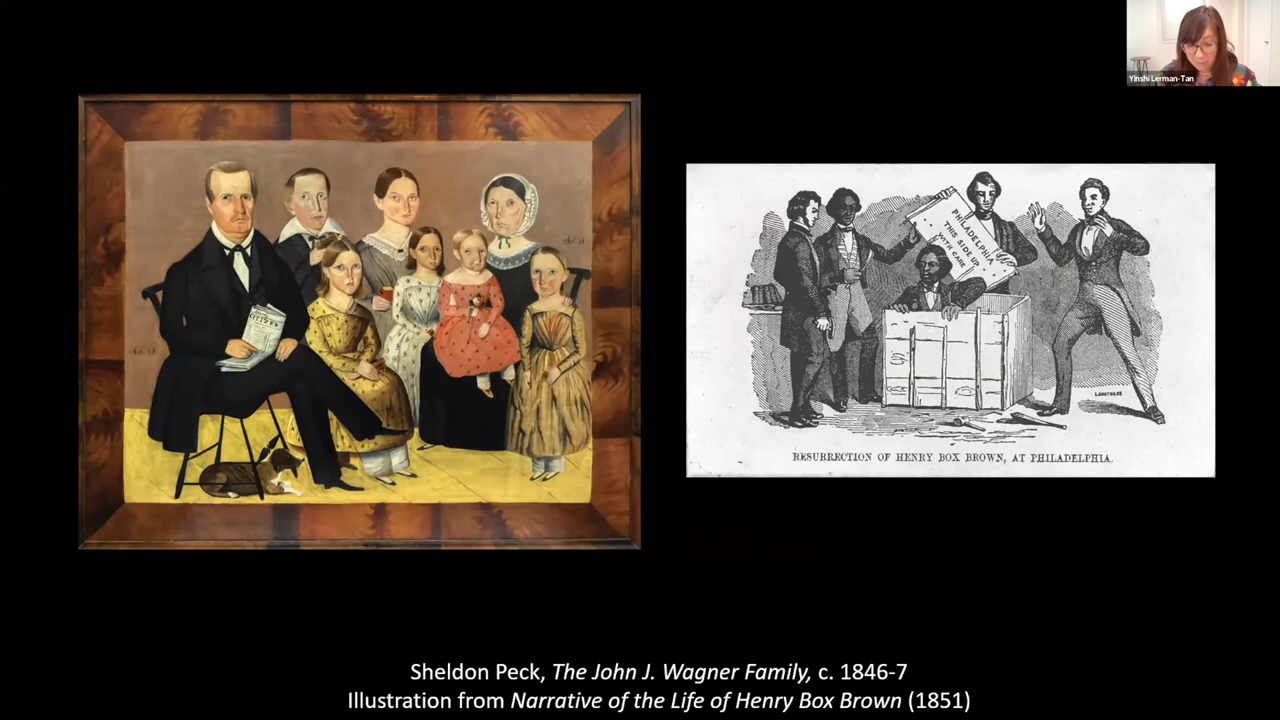 Yinshi Lerman-Tan
CITIZEN
PHILADELPHIA
THIS SIDE UP
WITH CARE
RESURRECTION OF HENRY BOX BROWN, AT PHILADELPHIA.
Sheldon Peck, The John J. Wagner Family, c. 1846-7
Illustration from Narrative of the Life of Henry Box Brown (1851)